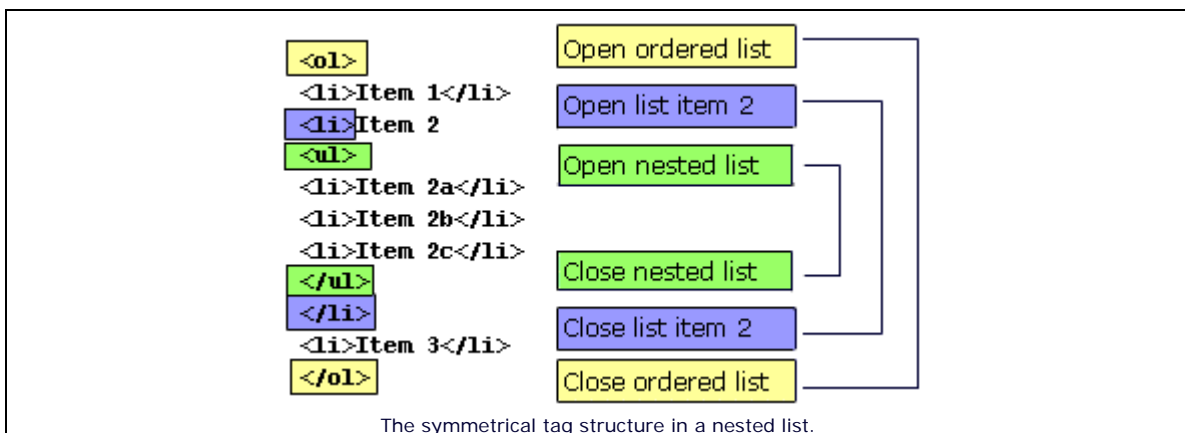 <ol>
Open ordered list
<li>Item 1</li>
Open list item 2
<li>Item 2
<ul>
Open nested list
<li>Item 2a</li>
<li>Item 2b</li>
<li>Item 2c</li>
</ul>
Close nested list
</li>
Close list item 2
<li>Item 3</li>
</ol>
Close ordered list
The symmetrical tag structure in a nested list.